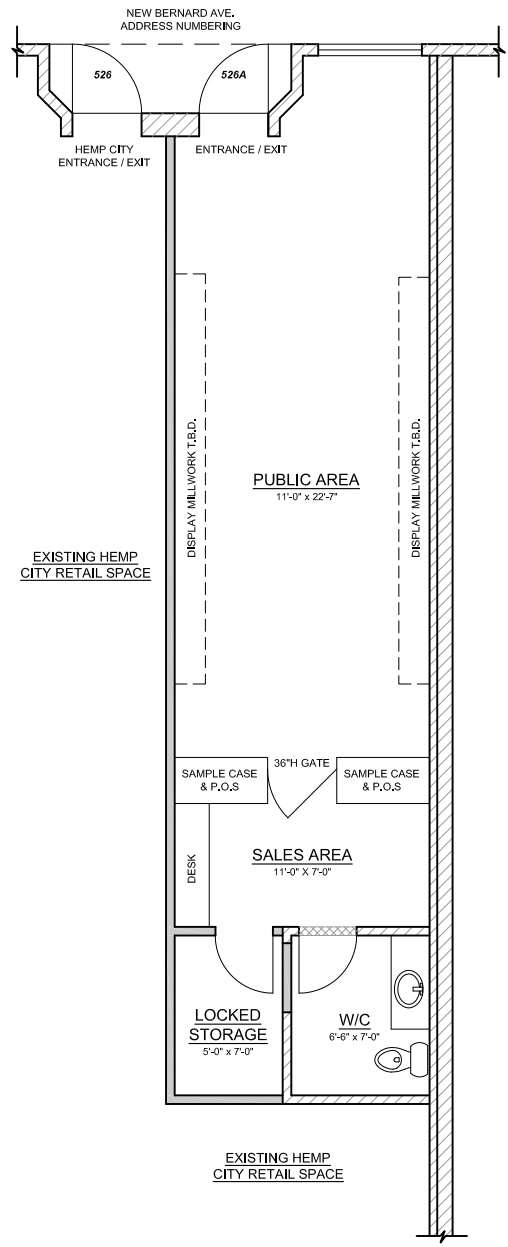 NEW BERNARD AVE.
ADDRESS NUMBERING
526
526A
HEMP CITY
ENTRANCE / EXIT
ENTRANCE / EXIT
DISPLAY MILLWORK T.B.D.
DISPLAY MILLWORK T.B.D.
PUBLIC AREA
11'-0" x 22'-7"
EXISTING HEMP
CITY RETAIL SPACE
36"H GATE
SAMPLE CASE
& P.O.S
SAMPLE CASE
& P.O.S
DESK
SALES AREA
11'-0" X 7'-0"
LOCKED
STORAGE
5'-0" x 7'-0"
W/C
6'-6" x 7'-0"
EXISTING HEMP
CITY RETAIL SPACE